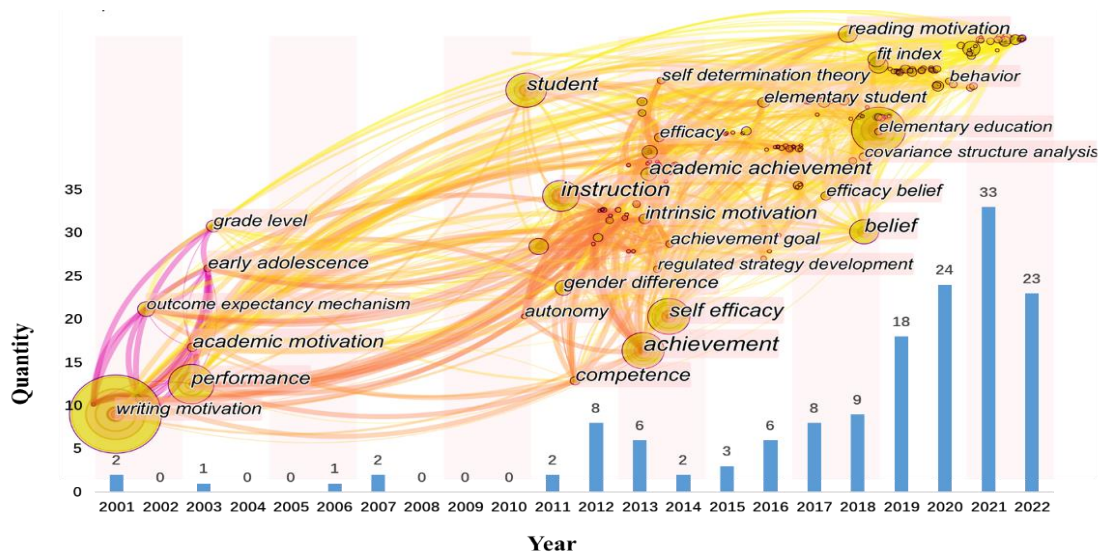 reading motivation
fit index
self determination theory
behavior
student
elementary student
elementary education
efficacy
covariance structure analysis
academic achievement
instruction
efficacy belief
intrinsic motivation
grade level
belief
achievement goal
early adolescence
regulated strategy development
gender difference
outcome expectancy mechanism
autonomy
self efficacy
academic motivation
achievement
performance
competence
writing motivation
Quantity
35
30
25
20
15
10
5
0
2
0
1
0
0
1
2
0
0
0
2
8
6
2
3
6
8
9
18
24
33
23
2001 2002 2003 2004 2005 2006 2007 2008 2009 2010 2011 2012 2013 2014 2015 2016 2017 2018 2019 2020 2021 2022
Year